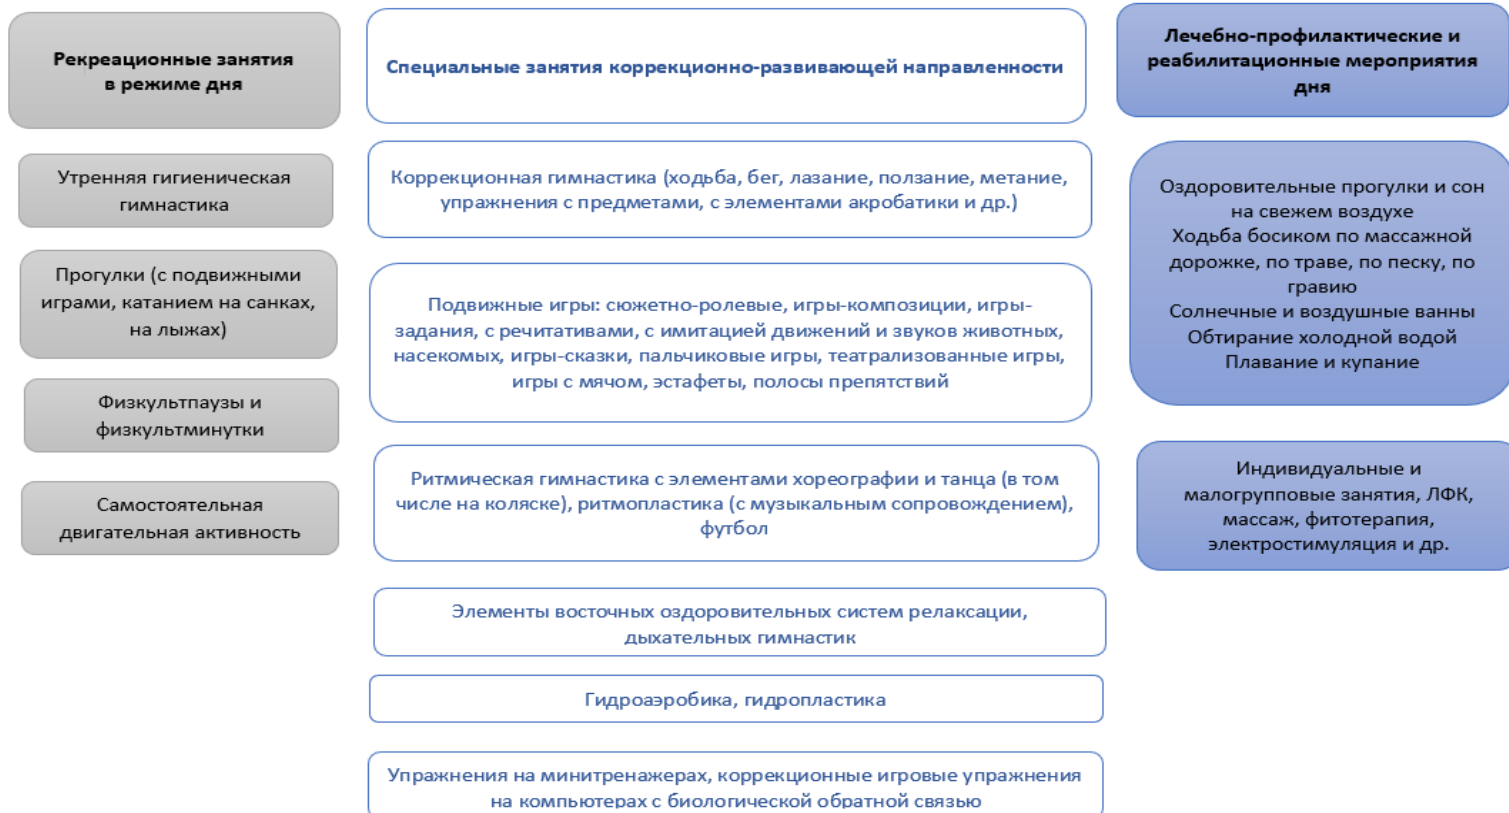 Рекреационные занятия
в режиме дня
Утренняя гигиеническая
гимнастика
Прогулки (с подвижными
играми, катанием на санках,
на лыжах)
Физкультпаузы и
физкультминутки
Самостоятельная
двигательная активность
Специальные занятия коррекционно-развивающей направленности
Коррекционная гимнастика (ходьба, бег, лазание, ползание, метание,
упражнения с предметами, с элементами акробатики и др.)
Подвижные игры: сюжетно-ролевые, игры-композиции, игры-
задания, с речитативами, с имитацией движений и звуков животных,
насекомых, игры-сказки, пальчиковые игры, театрализованные игры,
игры с мячом, эстафеты, полосы препятствий
Ритмическая гимнастика с элементами хореографии и танца (в том
числе на коляске), ритмопластика (с музыкальным сопровождением),
футбол
Элементы восточных оздоровительных систем релаксации,
дыхательных гимнастик
Гидроаэробика, гидропластика
Упражнения на минитренажерах, коррекционные игровые упражнения
на компьютерах с биологической обратной связью
Лечебно-профилактические и
реабилитационные мероприятия
дня
Оздоровительные прогулки и сон
на свежем воздухе
Ходьба босиком по массажной
дорожке, по траве, по песку, по
гравию
Солнечные и воздушные ванны
Обтирание холодной водой
Плавание и купание
Индивидуальные и
малогрупповые занятия, ЛФК,
массаж, фитотерапия,
электростимуляция и др.